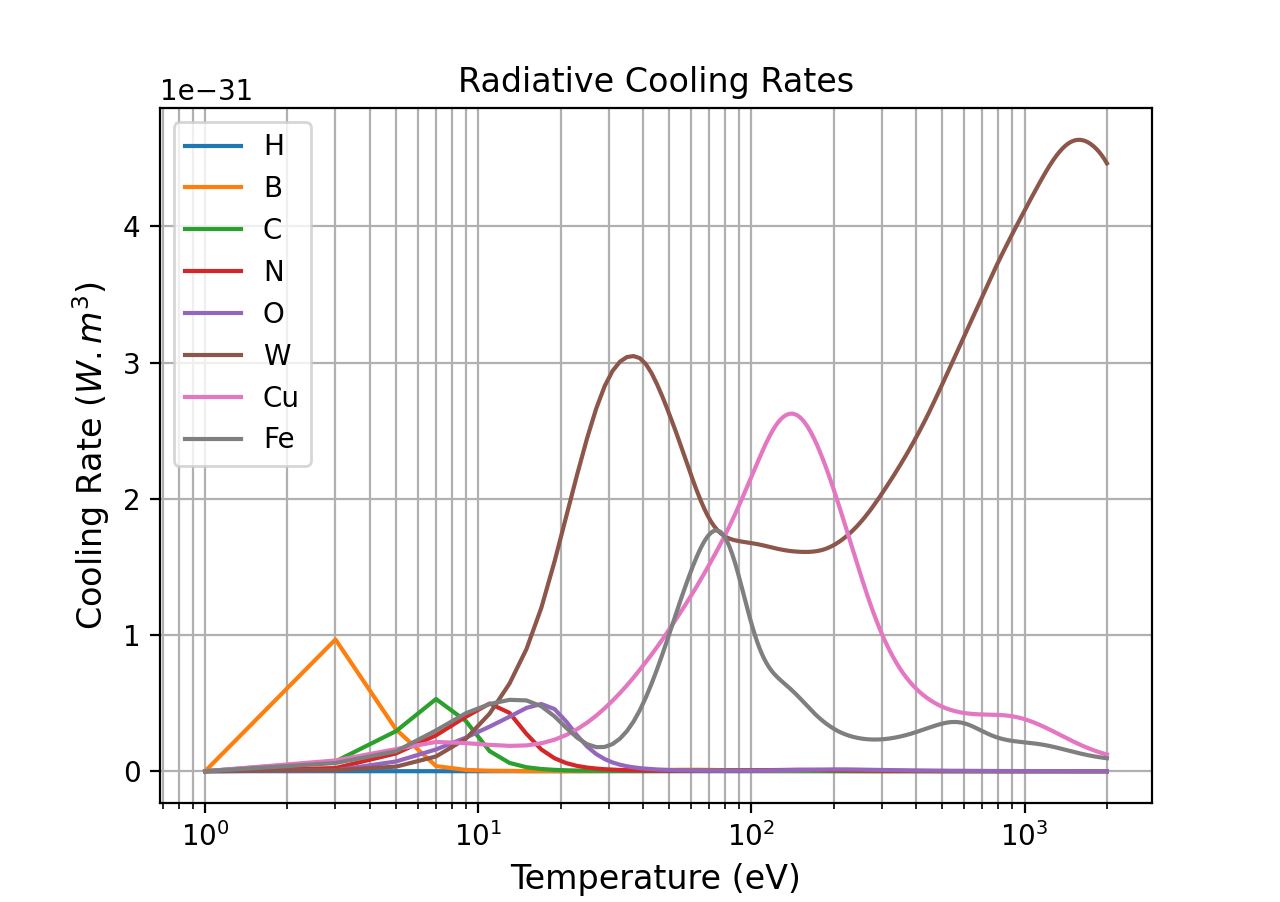 Radiative Cooling Rates
1e−31
H
B
C
N
O
W
Cu
Fe
4
3
2
1
0
Cooling Rate (W.m³)
10⁰ 10¹ 10² 10³
Temperature (eV)